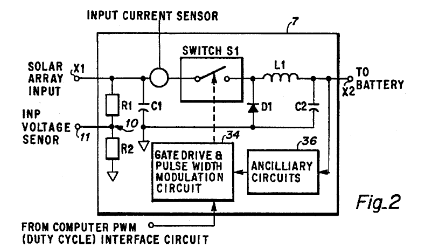 INPUT CURRENT SENSOR
7
SWITCH S1
SOLAR
ARRAY X1
INPUT
L1
TO
BATTERY
X2
R1
C1
D1
C2
INP
VOLTAGE
SENOR
10
11
R2
34
GATE DRIVE &
PULSE WIDTH
MODULATION
CIRCUIT
36
ANCILLIARY
CIRCUITS
Fig_2
FROM COMPUTER PWM
(DUTY CYCLE) INTERFACE CIRCUIT